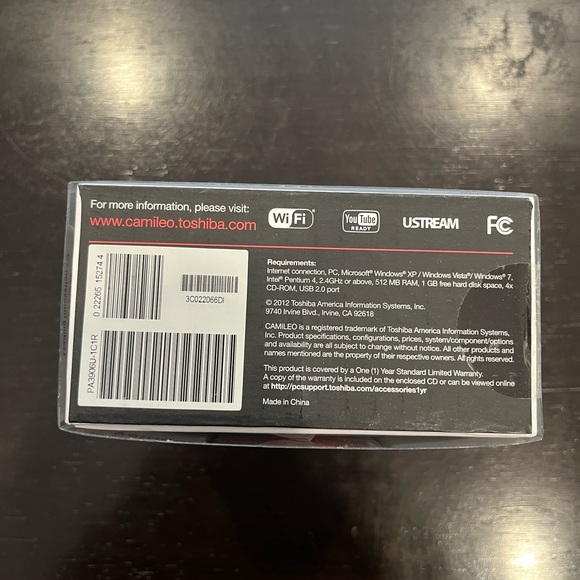 For more information, please visit:
www.camileo.toshiba.com
Wi Fi
You Tube
READY
USTREAM
FC
Requirements:
Internet connection, PC, Microsoft® Windows® XP / Windows Vista®/ Windows® 7,
Intel® Pentium 4, 2.4GHz or above, 512 MB RAM, 1 GB free hard disk space, 4x
CD-ROM, USB 2.0 port
© 2012 Toshiba America Information Systems, Inc.
9740 Irvine Blvd., Irvine, CA 92618
CAMILEO is a registered trademark of Toshiba America Information Systems,
Inc. Product specifications, configurations, prices, system/component/options
and availability are all subject to change without notice. All other products and
names mentioned are the property of their respective owners. All rights reserved.
This product is covered by a One (1) Year Standard Limited Warranty.
A copy of the warranty is included on the enclosed CD or can be viewed online
at http://pcsupport.toshiba.com/accessories1yr
Made in China
0 22265 15274 4
3C022066DI
PA3906U-1C1R